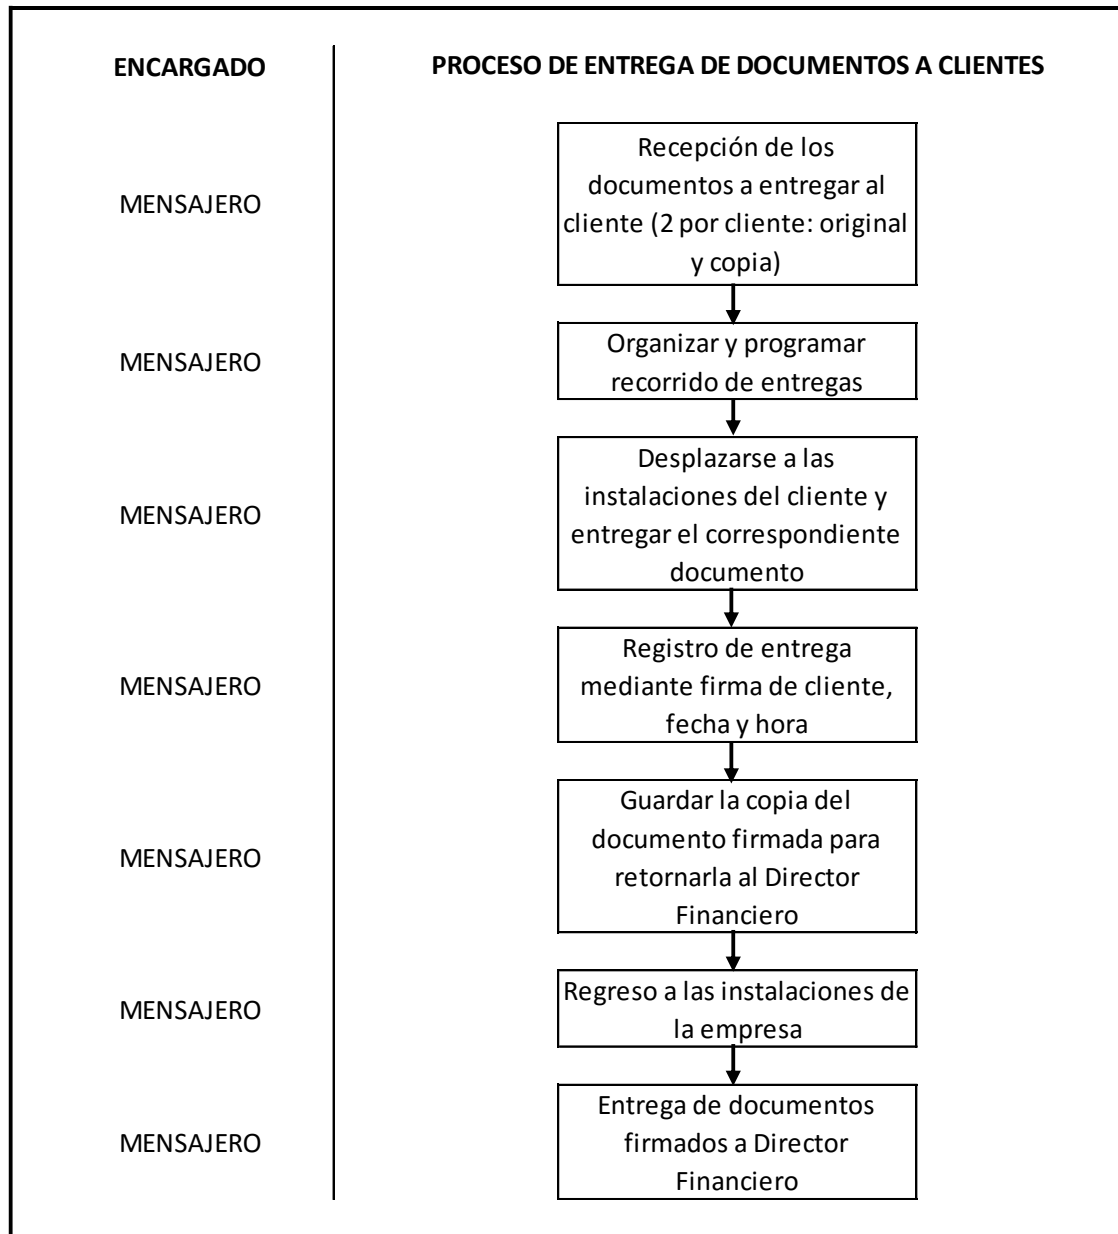 ENCARGADO
PROCESO DE ENTREGA DE DOCUMENTOS A CLIENTES
MENSAJERO
Recepción de los
documentos a entregar al
cliente (2 por cliente: original
y copia)
MENSAJERO
Organizar y programar
recorrido de entregas
MENSAJERO
Desplazarse a las
instalaciones del cliente y
entregar el correspondiente
documento
MENSAJERO
Registro de entrega
mediante firma de cliente,
fecha y hora
MENSAJERO
Guardar la copia del
documento firmada para
retornarla al Director
Financiero
MENSAJERO
Regreso a las instalaciones de
la empresa
MENSAJERO
Entrega de documentos
firmados a Director
Financiero